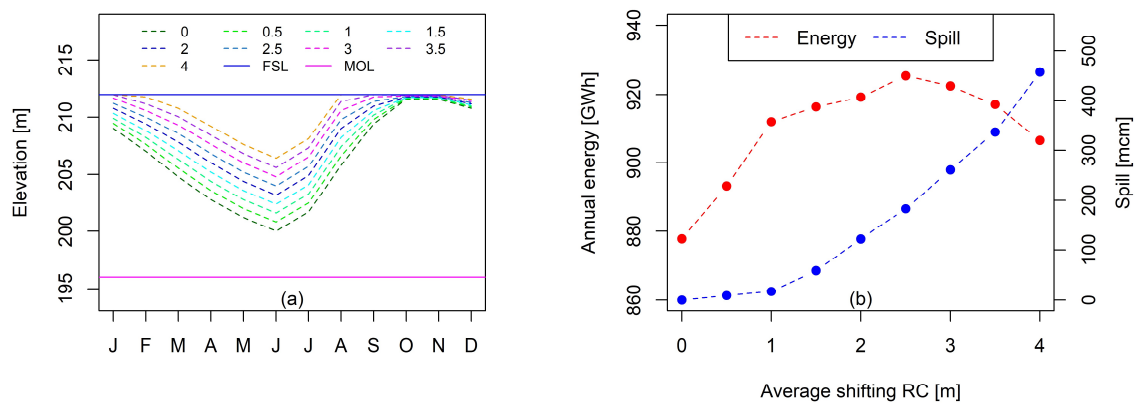 0 0.5 1 1.5
2 2.5 3 3.5
4 FSL MOL
Elevation [m]
215
210
205
200
195
(a)
J F M A M J J A S O N D
Energy Spill
Annual energy [GWh]
940
920
900
880
860
Spill [mcm]
500
400
300
200
100
0
(b)
0 1 2 3 4
Average shifting RC [m]